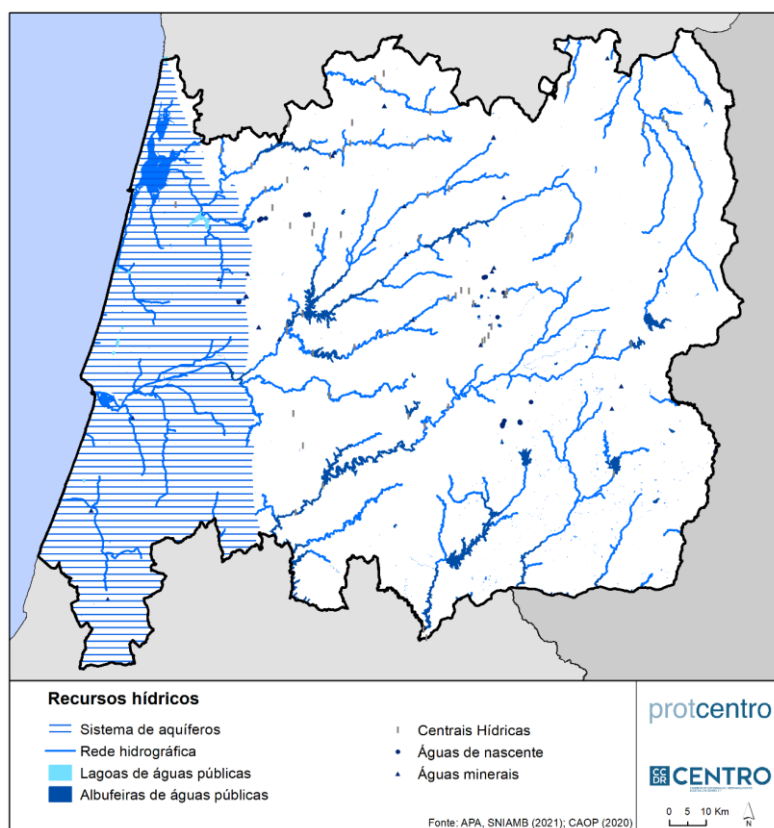 Recursos hídricos
Sistema de aquíferos
Rede hidrográfica
Lagoas de águas públicas
Albufeiras de águas públicas
Centrais Hídricas
Águas de nascente
Águas minerais
Fonte: APA, SNIAMB (2021); CAOP (2020)
protcentro
CCDR CENTRO
0 5 10 Km
N